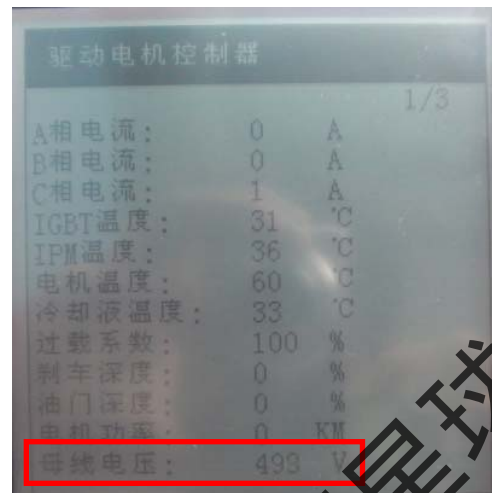 驱动电机控制器
1/3
A相电流： 0 A
B相电流： 0 A
C相电流： 1 A
IGBT温度： 31 ℃
IPM温度： 36 ℃
电机温度： 60 ℃
冷却液温度： 33 ℃
过载系数： 100 %
刹车深度： 0 %
油门深度： 0 %
电机功率： 0 KM
母线电压： 493 V
星球